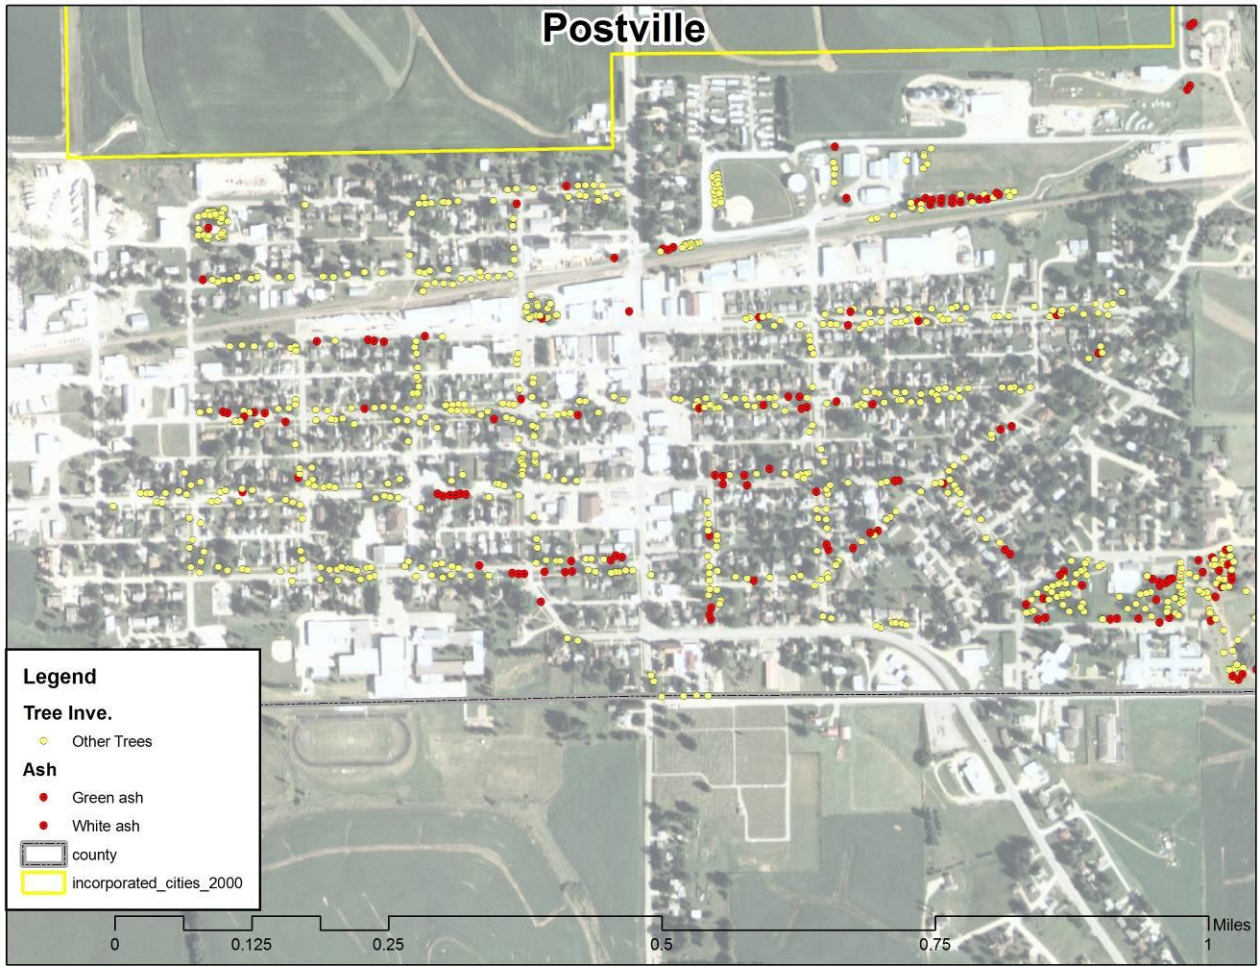 Postville
Legend
Tree Inve.
Other Trees
Ash
Green ash
White ash
county
incorporated_cities_2000
Miles
0 0.125 0.25 0.5 0.75 1